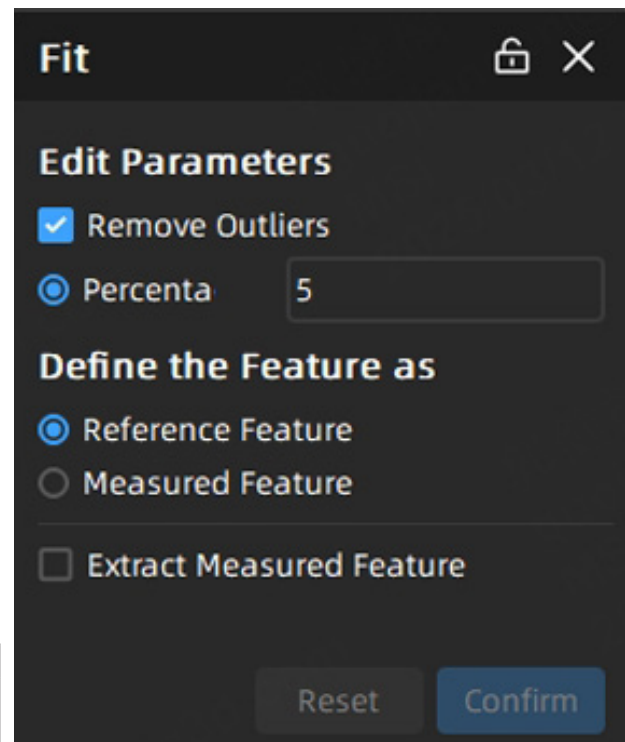 Fit
Edit Parameters
Remove Outliers
Percenta
5
Define the Feature as
Reference Feature
Measured Feature
Extract Measured Feature
Reset
Confirm